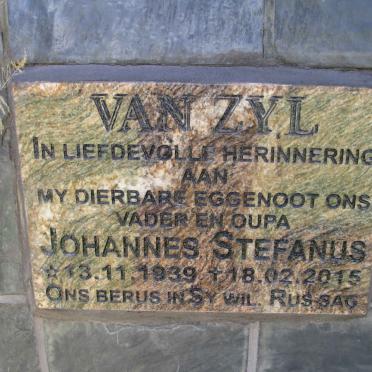 VAN ZYL
IN LIEFDEVOLLE HERINNERING
AAN
MY DIERBARE EGGENOOT ONS
VADER EN OUPA
JOHANNES STEFANUS
☆13.11.1939 ✝18.02.2015
ONS BERUS IN SY WIL. RUS SAG